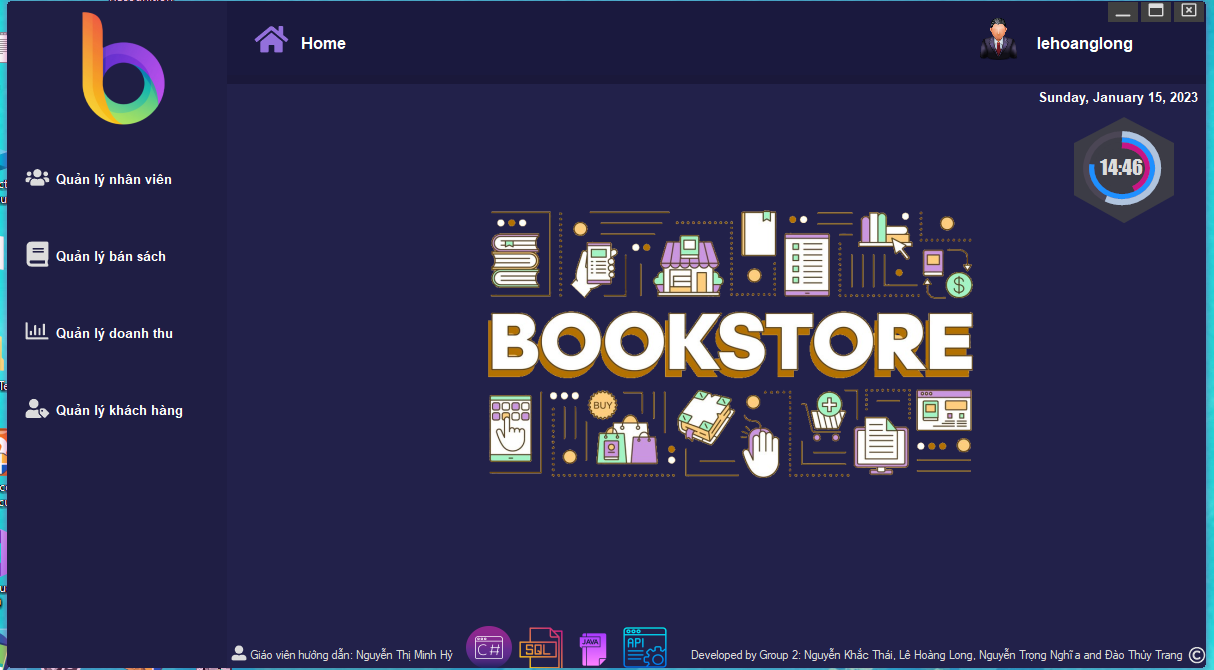 Home
lehoanglong
Sunday, January 15, 2023
14:46
Quản lý nhân viên
Quản lý bán sách
Quản lý doanh thu
Quản lý khách hàng
$
BOOKSTORE
BUY
Giáo viên hướng dẫn: Nguyễn Thị Minh Hỷ
C#
SQL
JAVA
API
Developed by Group 2: Nguyễn Khắc Thái, Lê Hoàng Long, Nguyễn Trọng Nghĩa and Đào Thủy Trang ©